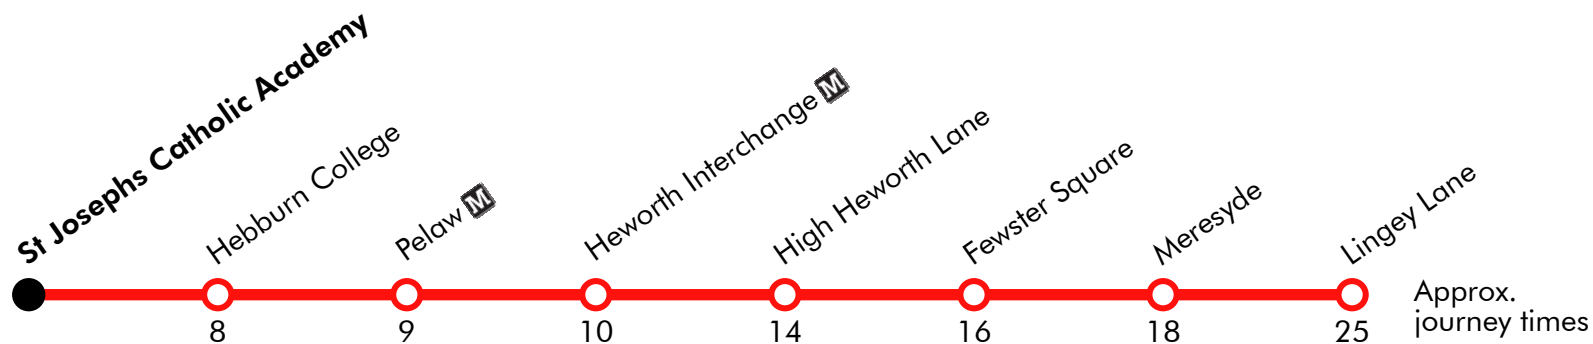 St Josephs Catholic Academy
Hebburn College
Pelaw M
Heworth Interchange M
High Heworth Lane
Fewster Square
Meresyde
Lingey Lane
8
9
10
14
16
18
25
Approx.
journey times